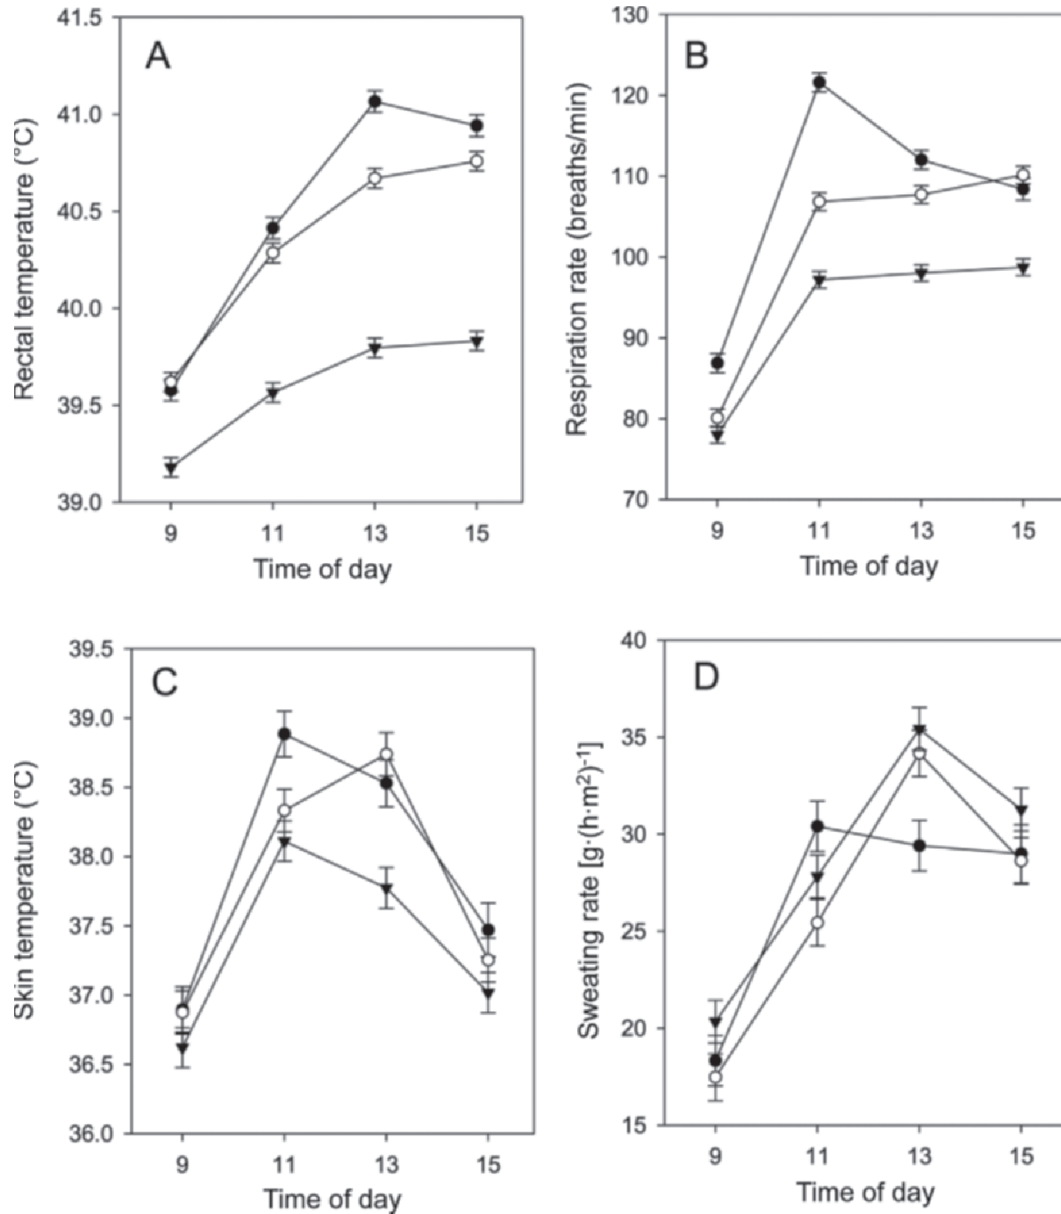 A
Rectal temperature (°C)
41.5
41.0
40.5
40.0
39.5
39.0
9 11 13 15
Time of day
B
Respiration rate (breaths/min)
130
120
110
100
90
80
70
9 11 13 15
Time of day
C
Skin temperature (°C)
39.5
39.0
38.5
38.0
37.5
37.0
36.5
36.0
9 11 13 15
Time of day
D
Sweating rate [g·(h·m²)⁻¹]
40
35
30
25
20
15
9 11 13 15
Time of day